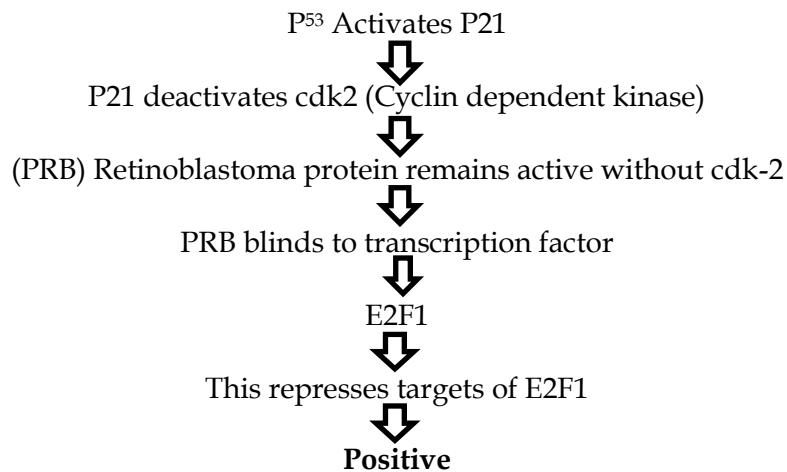 P⁵³ Activates P21
P21 deactivates cdk2 (Cyclin dependent kinase)
(PRB) Retinoblastoma protein remains active without cdk-2
PRB blinds to transcription factor
E2F1
This represses targets of E2F1
Positive